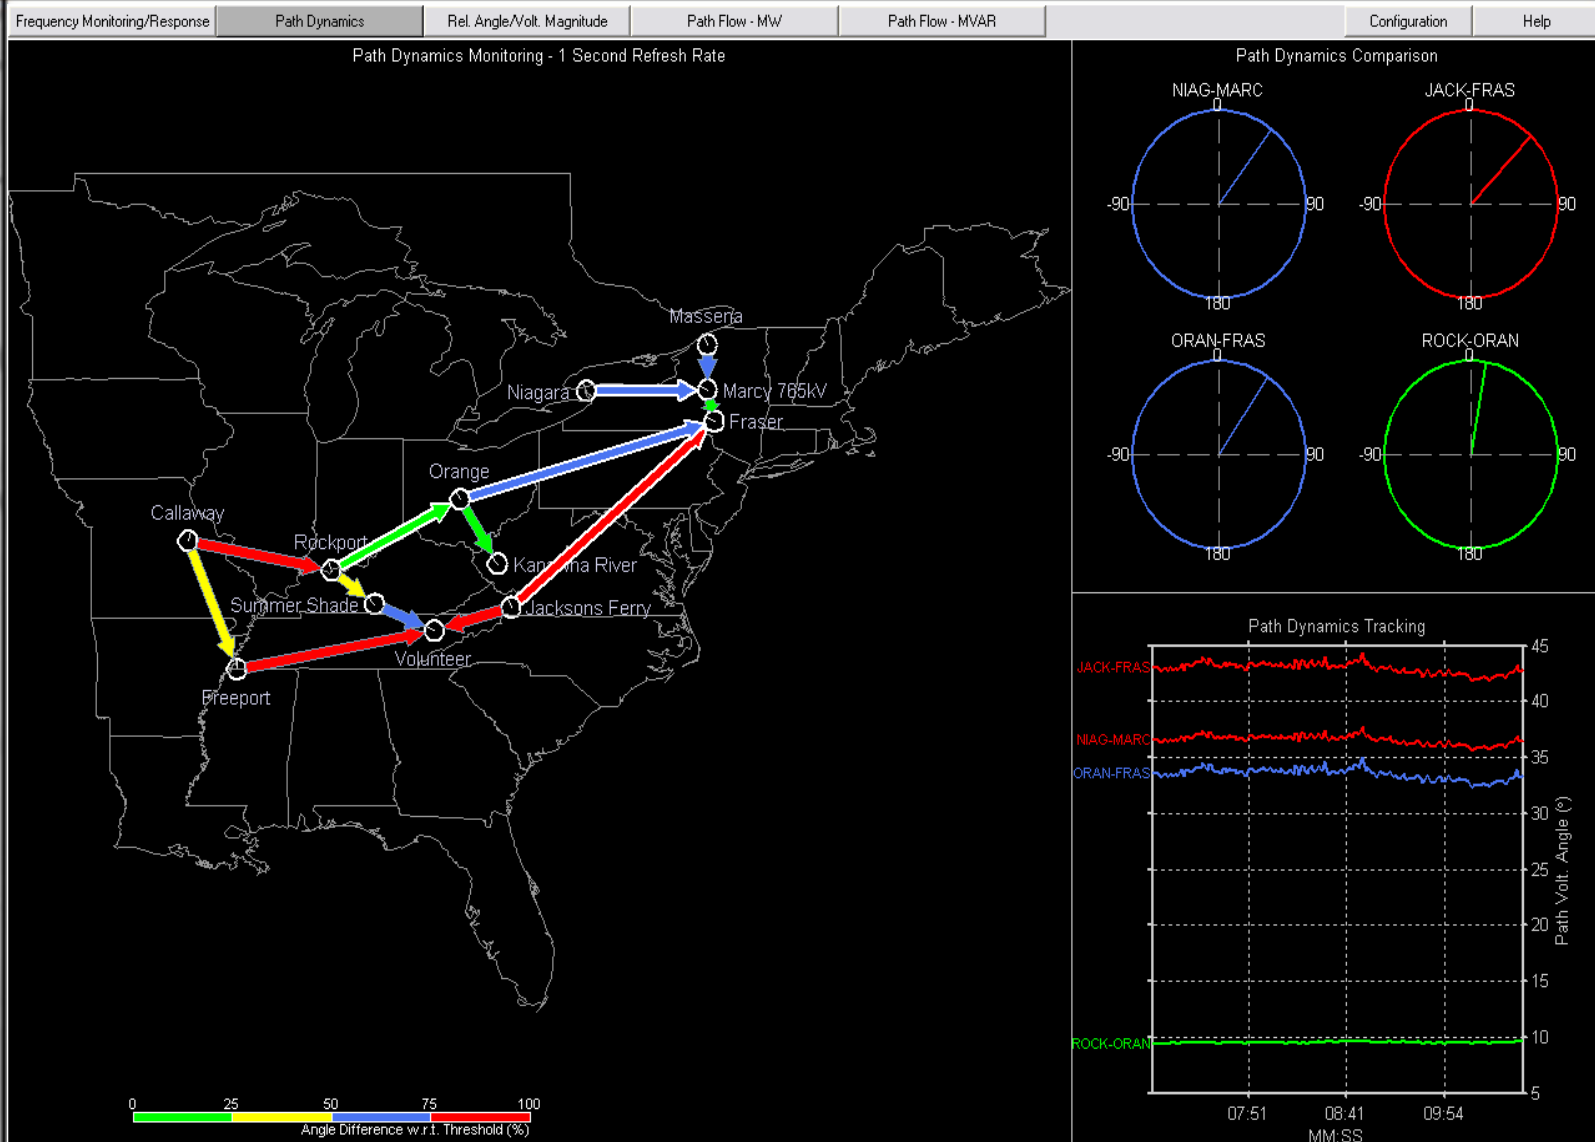 Frequency Monitoring/Response
Path Dynamics
Rel. Angle/Volt. Magnitude
Path Flow - MW
Path Flow - MVAR
Configuration
Help
Path Dynamics Monitoring - 1 Second Refresh Rate
Massena
Niagara
Marcy 765kV
Fraser
Orange
Callaway
Rockport
Kanawha River
Summer Shade
Jacksons Ferry
Volunteer
Freeport
0 25 50 75 100
Angle Difference w.r.t. Threshold (%)
Path Dynamics Comparison
NIAG-MARC
0
-90
90
180
JACK-FRAS
0
-90
90
180
ORAN-FRAS
0
-90
90
180
ROCK-ORAN
0
-90
90
180
Path Dynamics Tracking
JACK-FRAS
NIAG-MARC
ORAN-FRAS
ROCK-ORAN
45
40
35
30
25
20
15
10
5
Path Volt. Angle (°)
07:51 08:41 09:54
MM:SS